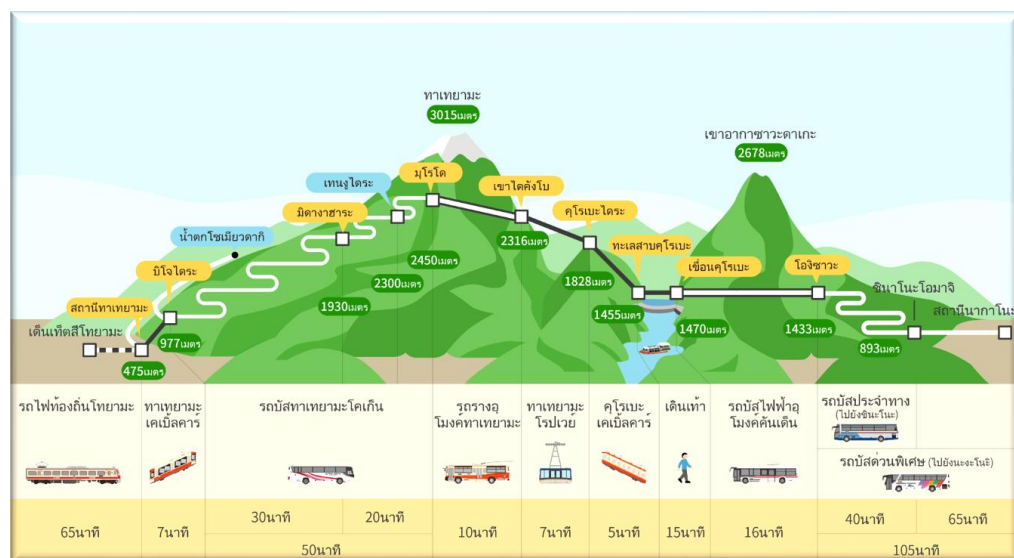 ทาเทยามะ
3015เมตร
เขาอากาซาวะดาเกะ
2678เมตร
มุโรโด
เทนงูไดระ
เขาไดคังโบ
มิดางาฮาระ
คุโรเบะไดระ
น้ำตกโชเมียวดากิ
ทะเลสาบคุโรเบะ
2316เมตร
บิโจไดระ
เขื่อนคุโรเบะ
โองิซาวะ
2450เมตร
2300เมตร
1828เมตร
ชินาโนะโอมาจิ
สถานีทาเทยามะ
1930เมตร
สถานีนากาโนะ
เด็นเท็ตสึโทยามะ
977เมตร
1455เมตร
1470เมตร
1433เมตร
893เมตร
475เมตร
รถไฟท้องถิ่นโทยามะ
ทาเทยามะ
เคเบิ้ลคาร์
รถบัสทาเทยามะโคเก็น
รถรางอุ
โมงคทาเทยามะ
ทาเทยามะ
โรปเวย์
คุโรเบะ
เคเบิ้ลคาร์
เดินเท้า
รถบัสไฟฟ้าอุ
โมงค์คันเด็น
รถบัสประจำทาง
(ไปยังชินะโนะ)
รถบัสด่วนพิเศษ (ไปยังนะงะโนะ)
65นาที
7นาที
30นาที
20นาที
50นาที
10นาที
7นาที
5นาที
15นาที
16นาที
40นาที
65นาที
105นาที